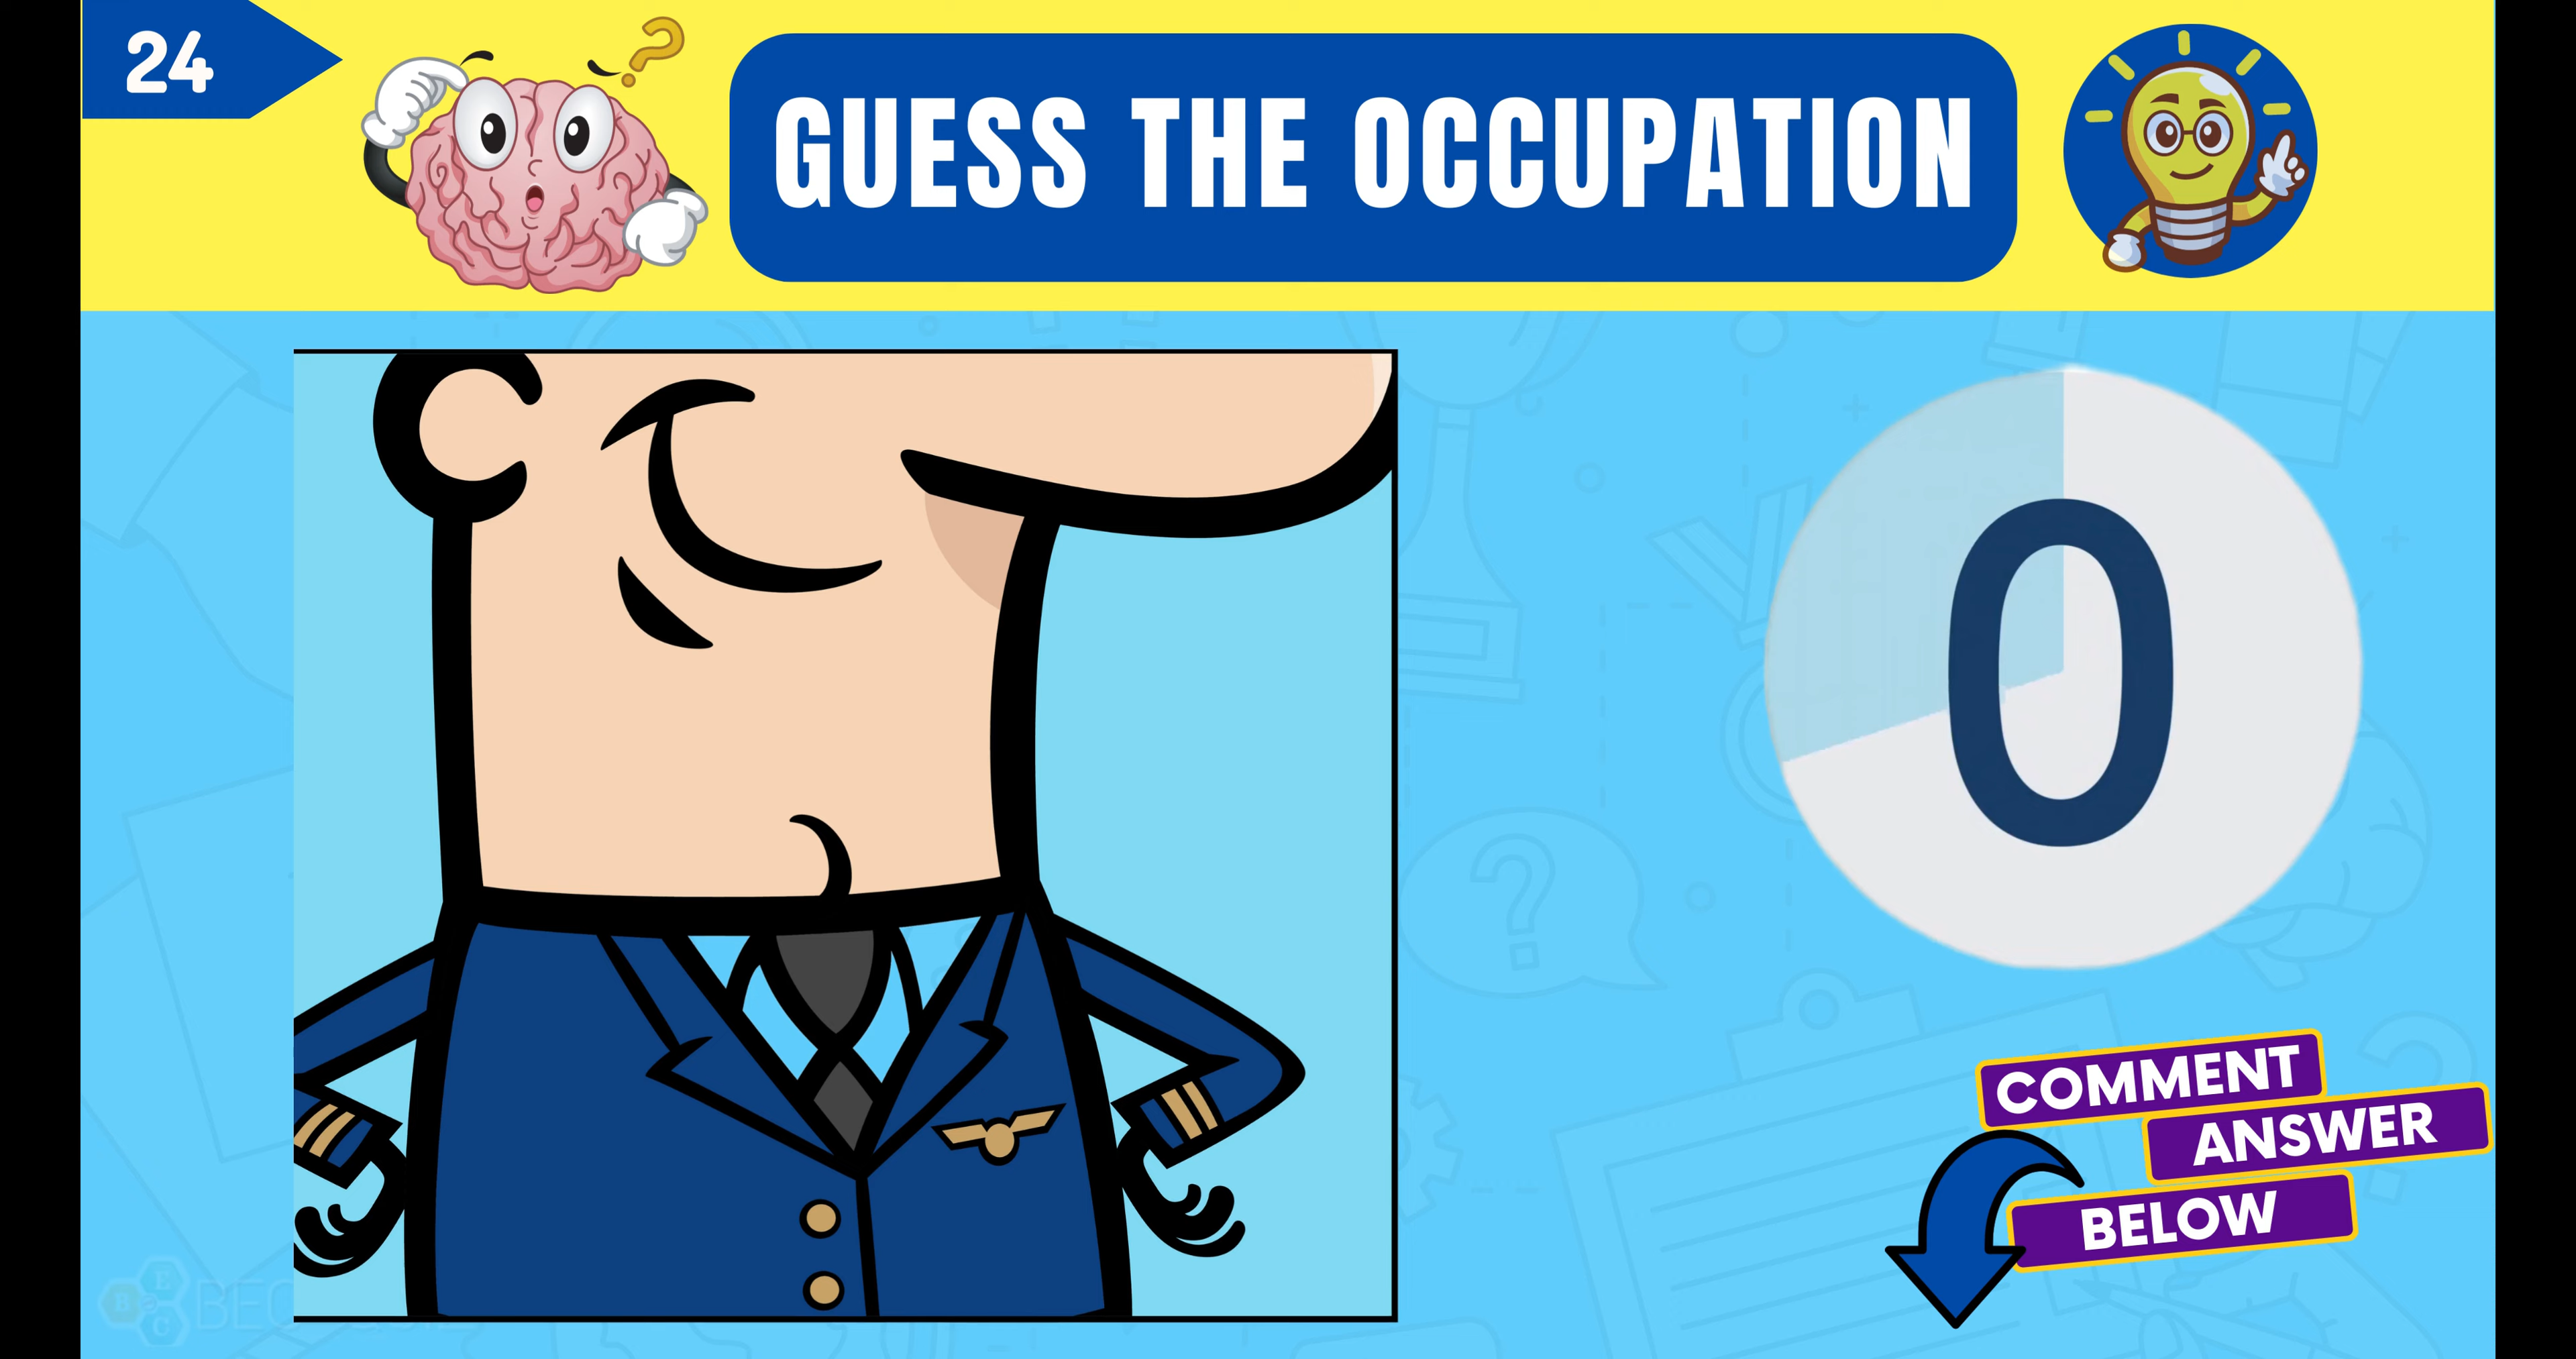 24
GUESS THE OCCUPATION
?
0
COMMENT
ANSWER
BELOW